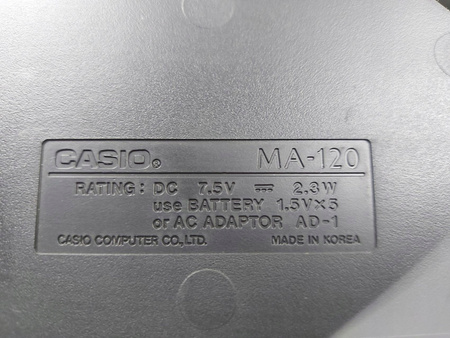 CASIO® MA-120
RATING: DC 7.5V ⎓ 2.3W
use BATTERY 1.5V×5
or AC ADAPTOR AD-1
CASIO COMPUTER CO., LTD. MADE IN KOREA